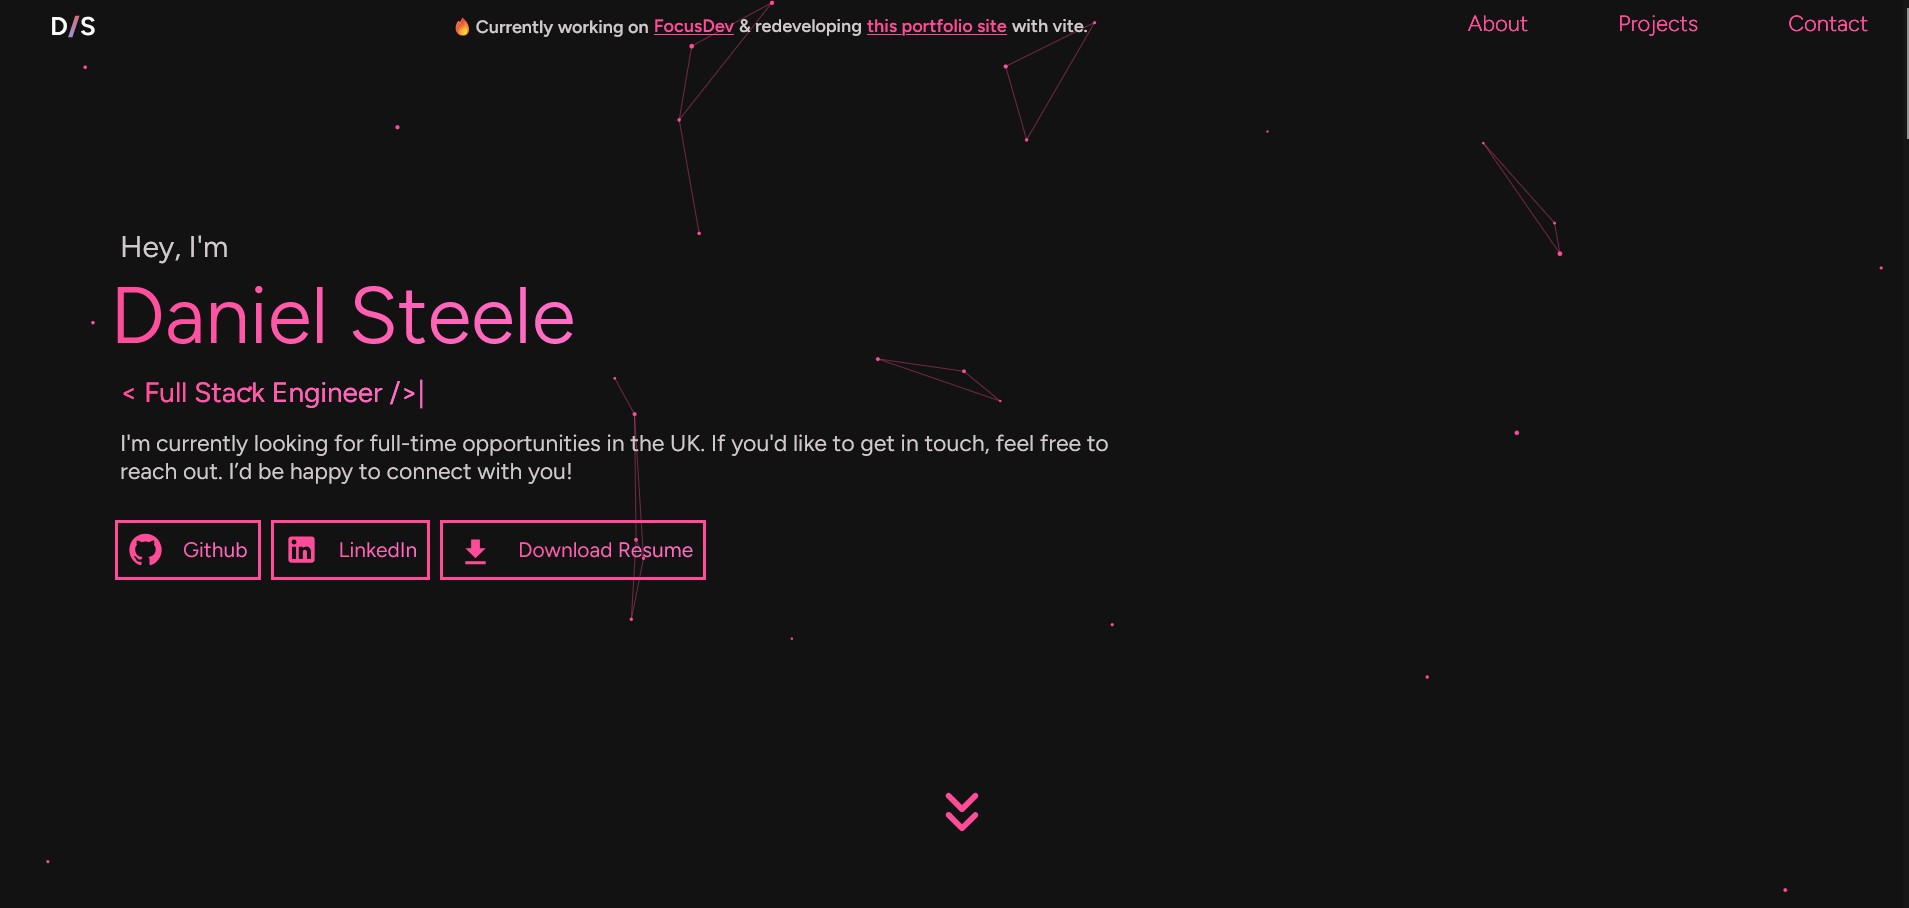 D/S
🔥 Currently working on FocusDev & redeveloping this portfolio site with vite.
About
Projects
Contact
Hey, I'm
Daniel Steele
< Full Stack Engineer />|
I'm currently looking for full-time opportunities in the UK. If you'd like to get in touch, feel free to
reach out. I’d be happy to connect with you!
Github
LinkedIn
Download Resume